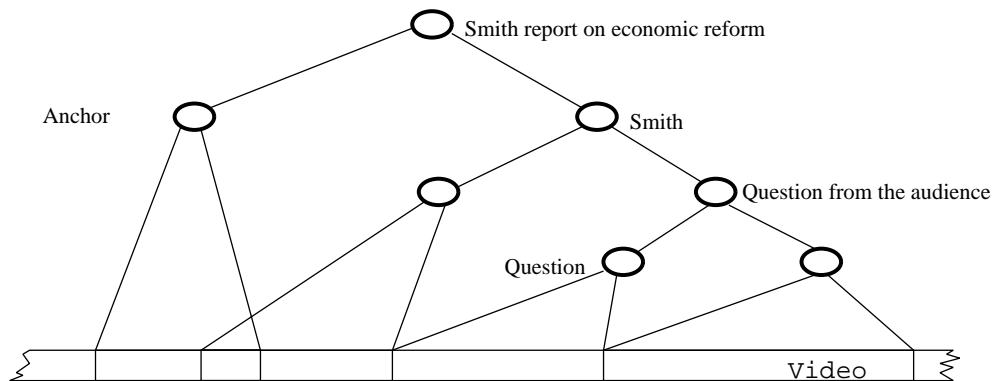 Smith report on economic reform
Anchor
Smith
Question from the audience
Question
Video